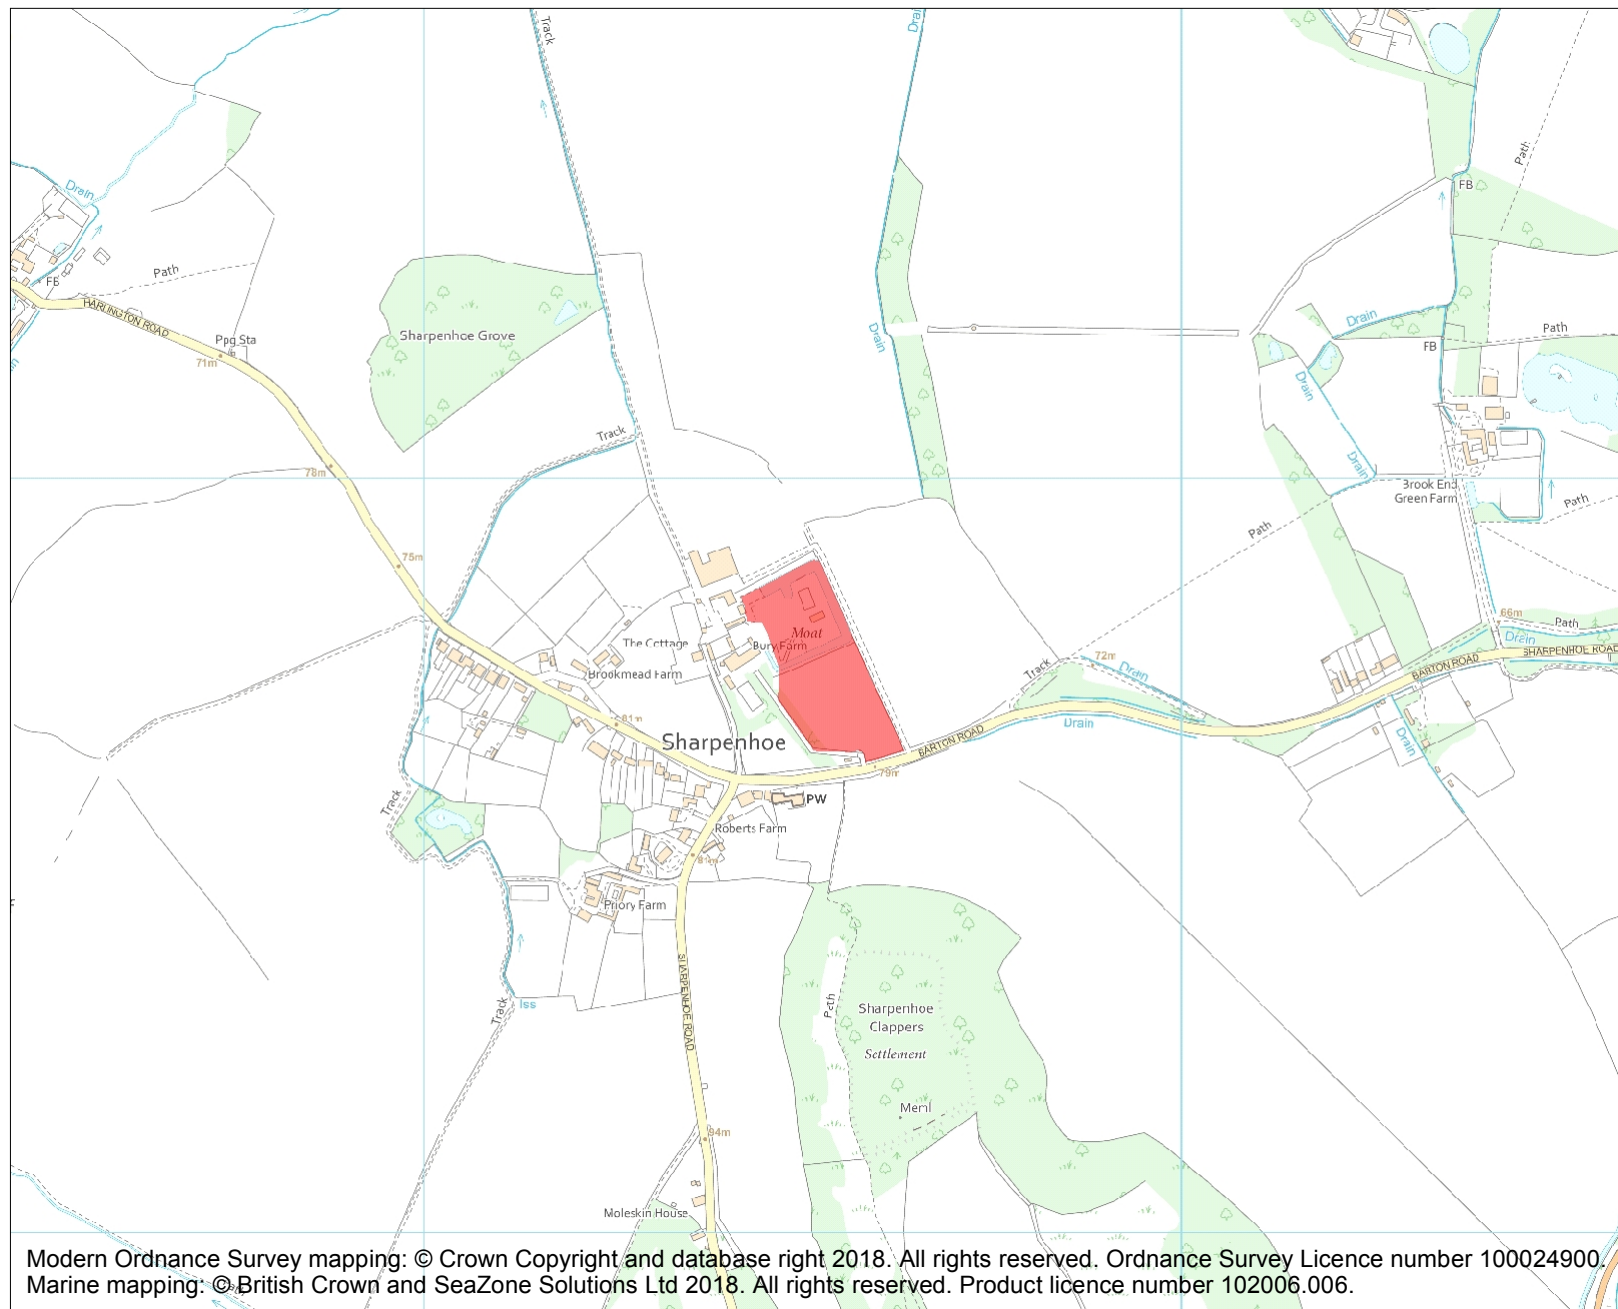 Track
Drain
Drain
Path
FB
HARLINGTON ROAD
Ppg Sta
71m
Sharpenhoe Grove
Drain
Path
FB
Drain
FB
Path
Drain
Track
78m
Drain
Brook End
Green Farm
Path
Path
75m
66m
Path
Drain
SHARPENHOE ROAD
The Cottage
Moat
Bury Farm
Brookmead Farm
72m
Track
Drain
BARTON ROAD
81m
Sharpenhoe
BARTON ROAD
Drain
Drain
79m
Track
PW
Roberts Farm
81m
Priory Farm
SHARPENHOE ROAD
Track
Iss
Path
Sharpenhoe
Clappers
Settlement
Meml
94m
Moleskin House
Path
Modern Ordnance Survey mapping: © Crown Copyright and database right 2018. All rights reserved. Ordnance Survey Licence number 100024900.
Marine mapping: © British Crown and SeaZone Solutions Ltd 2018. All rights reserved. Product licence number 102006.006.